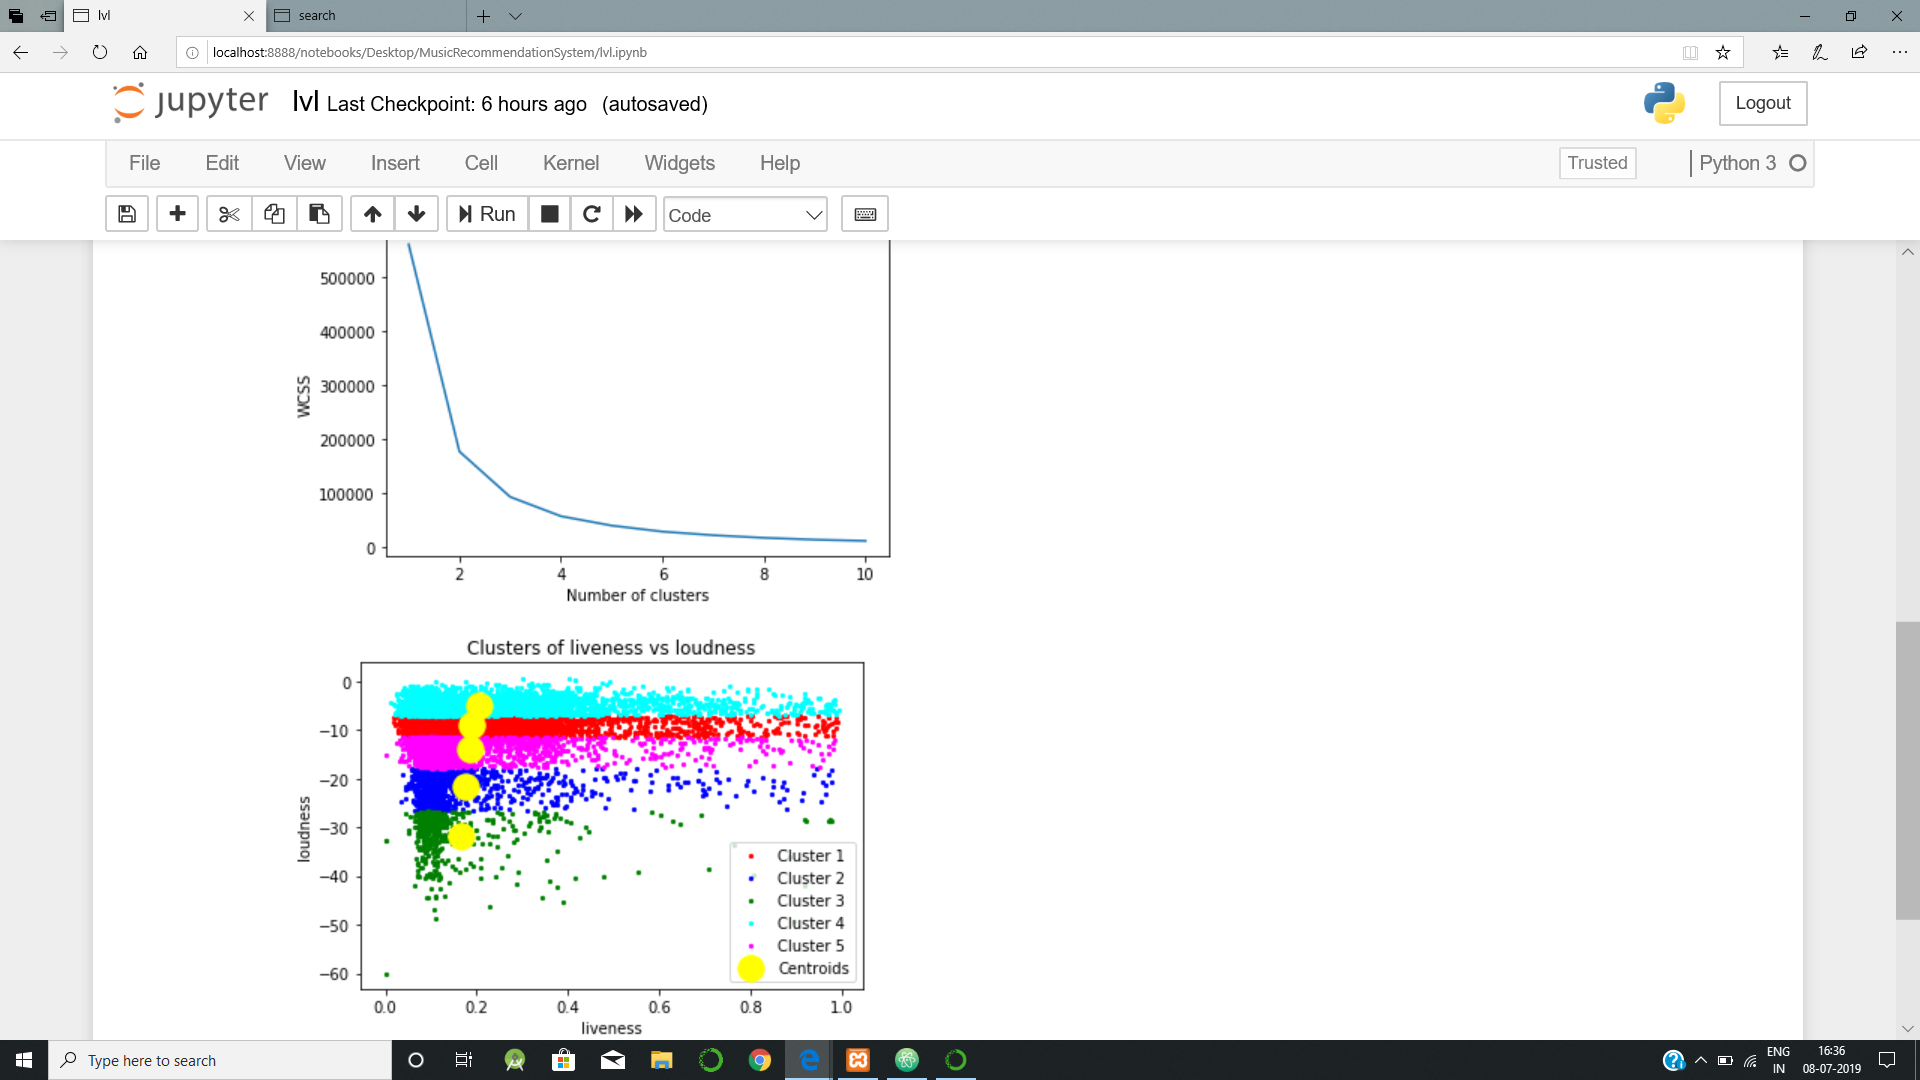 lvl
search
localhost:8888/notebooks/Desktop/MusicRecommendationSystem/lvl.ipynb
jupyter lvl Last Checkpoint: 6 hours ago (autosaved)
Logout
File Edit View Insert Cell Kernel Widgets Help
Trusted
Python 3
Run
Code
500000
400000
300000
200000
100000
0
WCSS
2 4 6 8 10
Number of clusters
Clusters of liveness vs loudness
0
−10
−20
−30
−40
−50
−60
loudness
Cluster 1
Cluster 2
Cluster 3
Cluster 4
Cluster 5
Centroids
0.0 0.2 0.4 0.6 0.8 1.0
liveness
Type here to search
ENG
IN
16:36
08-07-2019